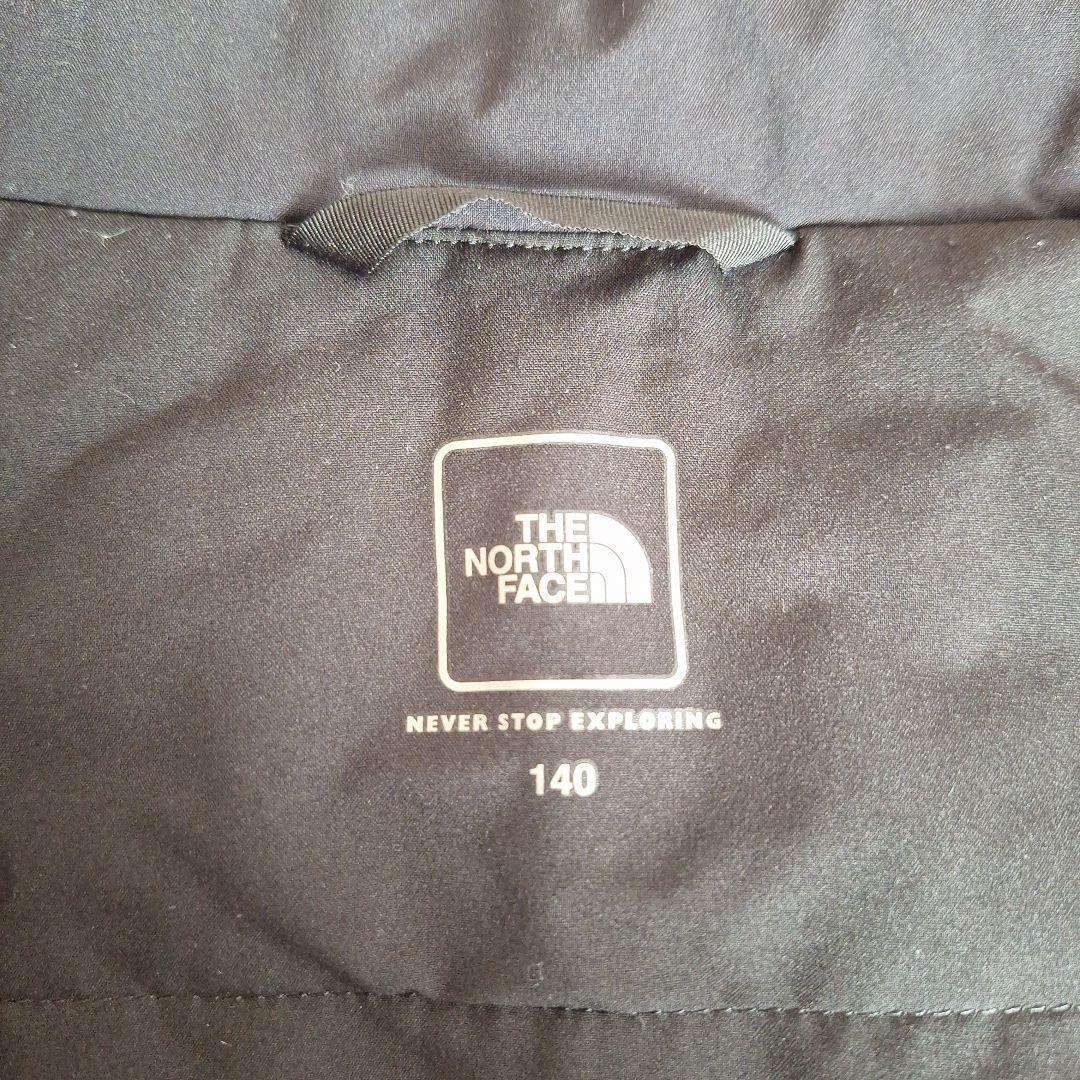 THE
NORTH
FACE
NEVER STOP EXPLORING
140